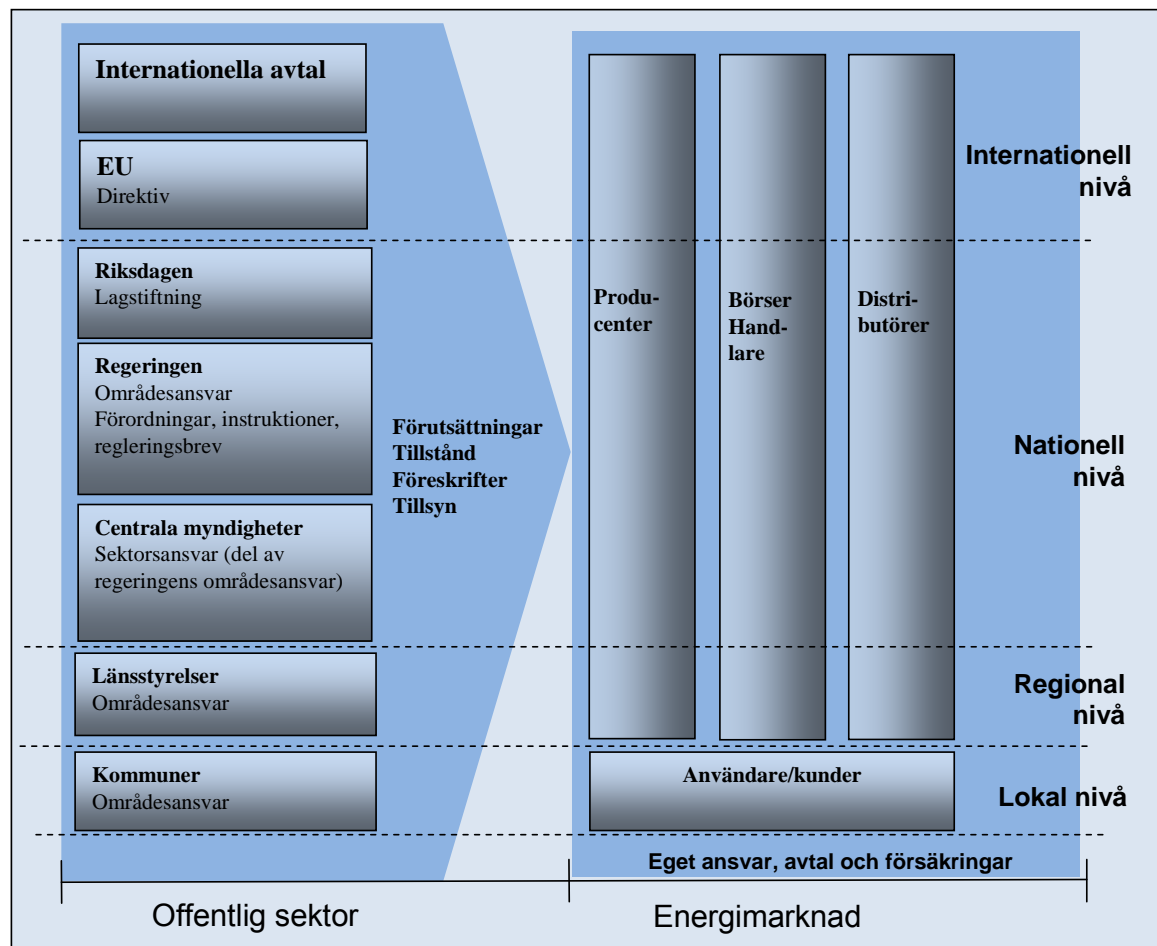 Internationella avtal
EU
Direktiv
Riksdagen
Lagstiftning
Regeringen
Områdesansvar
Förordningar, instruktioner,
regleringsbrev
Centrala myndigheter
Sektorsansvar (del av
regeringens områdesansvar)
Länsstyrelser
Områdesansvar
Kommuner
Områdesansvar
Förutsättningar
Tillstånd
Föreskrifter
Tillsyn
Produ-
center
Börser
Hand-
lare
Distri-
butörer
Användare/kunder
Eget ansvar, avtal och försäkringar
Internationell
nivå
Nationell
nivå
Regional
nivå
Lokal nivå
Offentlig sektor
Energimarknad